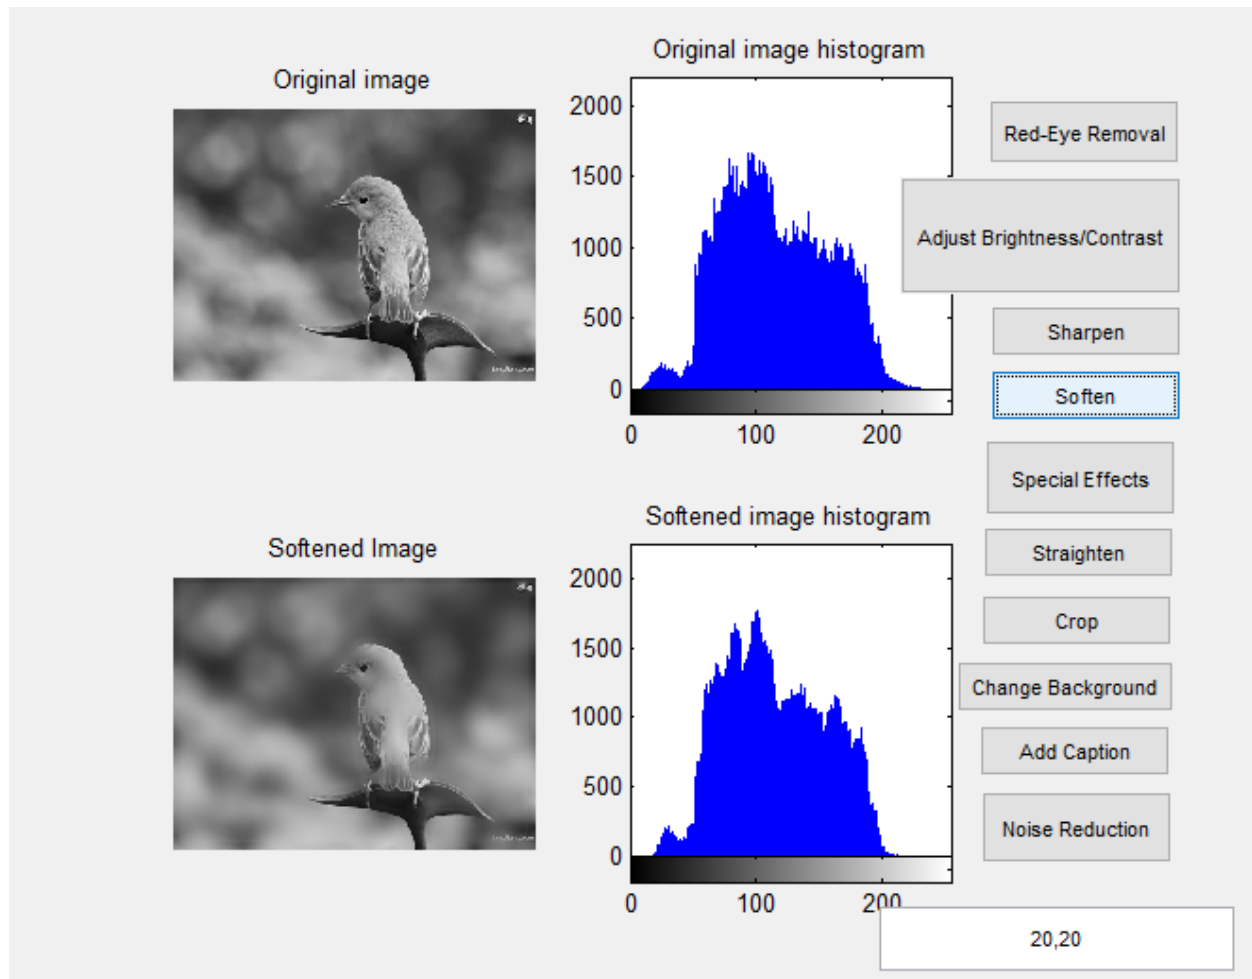 Original image
Original image histogram
2000
1500
1000
500
0
0 100 200
Red-Eye Removal
Adjust Brightness/Contrast
Sharpen
Soften
Special Effects
Straighten
Crop
Change Background
Add Caption
Noise Reduction
Softened Image
Softened image histogram
2000
1500
1000
500
0
0 100 200
20,20